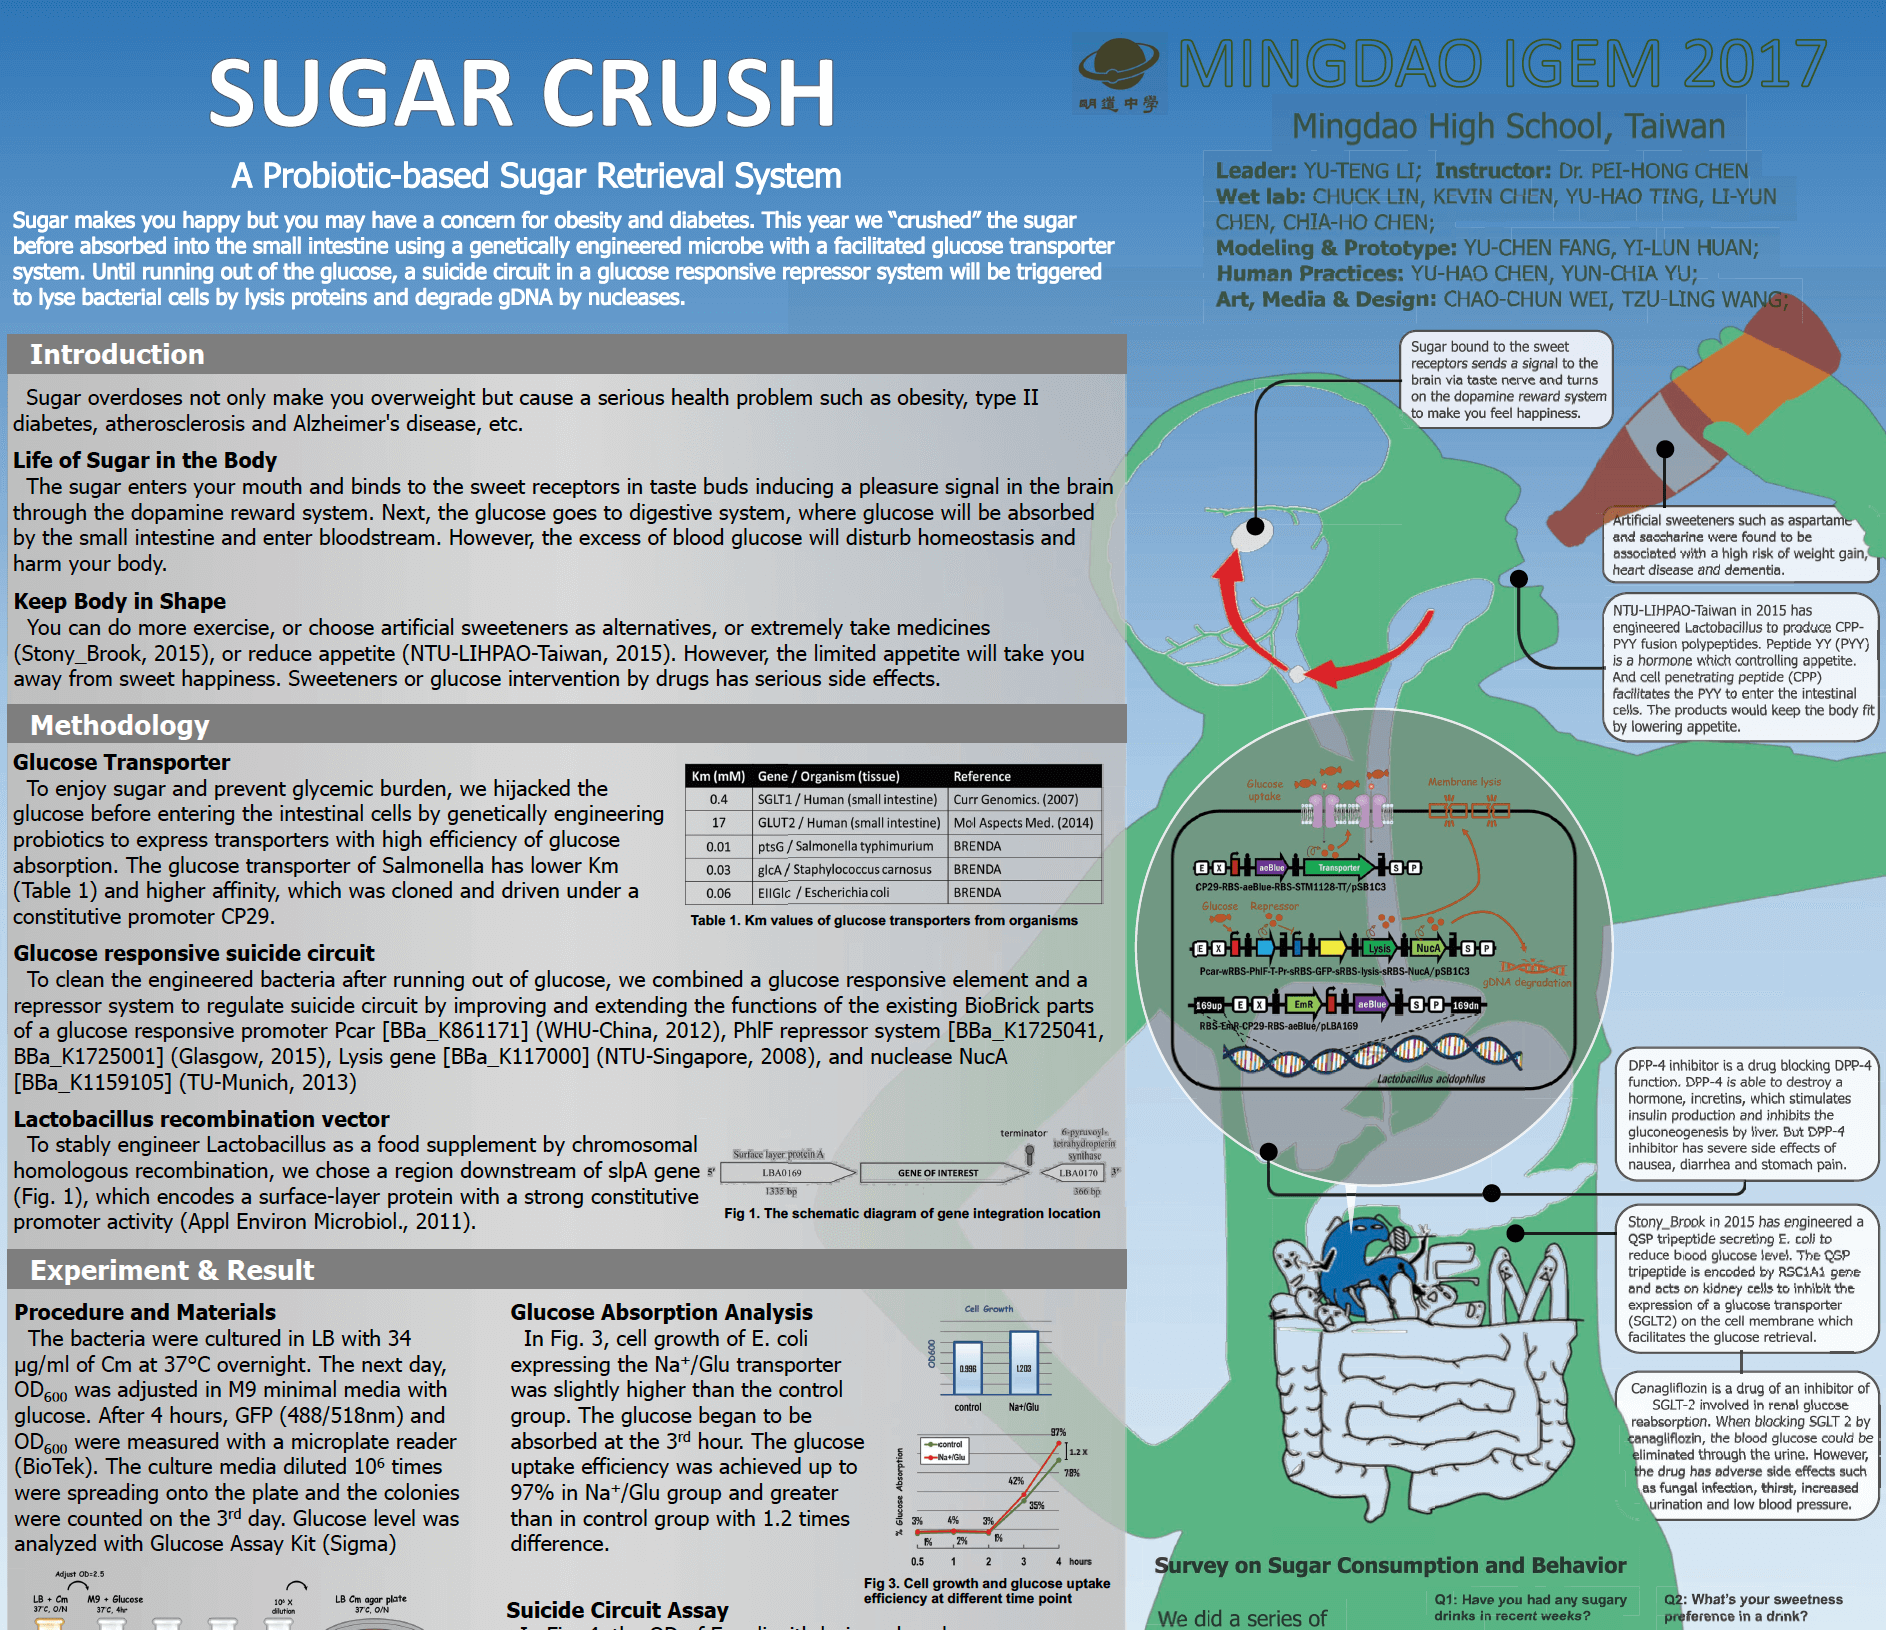 SUGAR CRUSH
A Probiotic-based Sugar Retrieval System
Sugar makes you happy but you may have a concern for obesity and diabetes. This year we “crushed” the sugar
before absorbed into the small intestine using a genetically engineered microbe with a facilitated glucose transporter
system. Until running out of the glucose, a suicide circuit in a glucose responsive repressor system will be triggered
to lyse bacterial cells by lysis proteins and degrade gDNA by nucleases.
明道中學
MINGDAO IGEM 2017
Mingdao High School, Taiwan
Leader: YU-TENG LI; Instructor: Dr. PEI-HONG CHEN
Wet lab: CHUCK LIN, KEVIN CHEN, YU-HAO TING, LI-YUN
CHEN, CHIA-HO CHEN;
Modeling & Prototype: YU-CHEN FANG, YI-LUN HUAN;
Human Practices: YU-HAO CHEN, YUN-CHIA YU;
Art, Media & Design: CHAO-CHUN WEI, TZU-LING WANG;
Introduction
Sugar overdoses not only make you overweight but cause a serious health problem such as obesity, type II
diabetes, atherosclerosis and Alzheimer's disease, etc.
Life of Sugar in the Body
The sugar enters your mouth and binds to the sweet receptors in taste buds inducing a pleasure signal in the brain
through the dopamine reward system. Next, the glucose goes to digestive system, where glucose will be absorbed
by the small intestine and enter bloodstream. However, the excess of blood glucose will disturb homeostasis and
harm your body.
Keep Body in Shape
You can do more exercise, or choose artificial sweeteners as alternatives, or extremely take medicines
(Stony_Brook, 2015), or reduce appetite (NTU-LIHPAO-Taiwan, 2015). However, the limited appetite will take you
away from sweet happiness. Sweeteners or glucose intervention by drugs has serious side effects.
Methodology
Glucose Transporter
To enjoy sugar and prevent glycemic burden, we hijacked the
glucose before entering the intestinal cells by genetically engineering
probiotics to express transporters with high efficiency of glucose
absorption. The glucose transporter of Salmonella has lower Km
(Table 1) and higher affinity, which was cloned and driven under a
constitutive promoter CP29.
Km (mM) Gene / Organism (tissue) Reference
0.4 SGLT1 / Human (small intestine) Curr Genomics. (2007)
17 GLUT2 / Human (small intestine) Mol Aspects Med. (2014)
0.01 ptsG / Salmonella typhimurium BRENDA
0.03 glcA / Staphylococcus carnosus BRENDA
0.06 EIIGlc / Escherichia coli BRENDA
Table 1. Km values of glucose transporters from organisms
Glucose responsive suicide circuit
To clean the engineered bacteria after running out of glucose, we combined a glucose responsive element and a
repressor system to regulate suicide circuit by improving and extending the functions of the existing BioBrick parts
of a glucose responsive promoter Pcar [BBa_K861171] (WHU-China, 2012), PhlF repressor system [BBa_K1725041,
BBa_K1725001] (Glasgow, 2015), Lysis gene [BBa_K117000] (NTU-Singapore, 2008), and nuclease NucA
[BBa_K1159105] (TU-Munich, 2013)
Lactobacillus recombination vector
To stably engineer Lactobacillus as a food supplement by chromosomal
homologous recombination, we chose a region downstream of slpA gene
(Fig. 1), which encodes a surface-layer protein with a strong constitutive
promoter activity (Appl Environ Microbiol., 2011).
terminator
6-pyruvoyl-
tetrahydropterin
synthase
Surface layer protein A
5' LBA0169 GENE OF INTEREST LBA0170 3'
1335 bp 366 bp
Fig 1. The schematic diagram of gene integration location
Experiment & Result
Procedure and Materials
The bacteria were cultured in LB with 34
µg/ml of Cm at 37°C overnight. The next day,
OD600 was adjusted in M9 minimal media with
glucose. After 4 hours, GFP (488/518nm) and
OD600 were measured with a microplate reader
(BioTek). The culture media diluted 10⁶ times
were spreading onto the plate and the colonies
were counted on the 3rd day. Glucose level was
analyzed with Glucose Assay Kit (Sigma)
Adjust OD=2.5
LB + Cm M9 + Glucose 10⁶ X LB Cm agar plate
37°C, O/N 37°C, 4hr dilution 37°C, O/N
Glucose Absorption Analysis
In Fig. 3, cell growth of E. coli
expressing the Na⁺/Glu transporter
was slightly higher than the control
group. The glucose began to be
absorbed at the 3rd hour. The glucose
uptake efficiency was achieved up to
97% in Na⁺/Glu group and greater
than in control group with 1.2 times
difference.
Cell Growth
OD600
0.996 1.203
control Na+/Glu
% Glucose Absorption
control
Na+/Glu
97%
1.2 X
78%
42%
35%
3% 4% 3%
1% 2% 1%
0.5 1 2 3 4 hours
Fig 3. Cell growth and glucose uptake
efficiency at different time point
Suicide Circuit Assay
Sugar bound to the sweet
receptors sends a signal to the
brain via taste nerve and turns
on the dopamine reward system
to make you feel happiness.
Artificial sweeteners such as aspartame
and saccharine were found to be
associated with a high risk of weight gain,
heart disease and dementia.
NTU-LIHPAO-Taiwan in 2015 has
engineered Lactobacillus to produce CPP-
PYY fusion polypeptides. Peptide YY (PYY)
is a hormone which controlling appetite.
And cell penetrating peptide (CPP)
facilitates the PYY to enter the intestinal
cells. The products would keep the body fit
by lowering appetite.
Glucose
uptake
Membrane lysis
E X aeBlue Transporter S P
CP29-RBS-aeBlue-RBS-STM1128-TT/pSB1C3
Glucose Repressor
E X Lysis NucA S P
Pcar-wRBS-PhlF-T-Pr-sRBS-GFP-sRBS-lysis-sRBS-NucA/pSB1C3
gDNA degradation
169up E X EmR aeBlue S P 169dn
RBS-EmR-CP29-RBS-aeBlue/pLBA169
Lactobacillus acidophilus
DPP-4 inhibitor is a drug blocking DPP-4
function. DPP-4 is able to destroy a
hormone, incretins, which stimulates
insulin production and inhibits the
gluconeogenesis by liver. But DPP-4
inhibitor has severe side effects of
nausea, diarrhea and stomach pain.
Stony_Brook in 2015 has engineered a
QSP tripeptide secreting E. coli to
reduce blood glucose level. The QSP
tripeptide is encoded by RSC1A1 gene
and acts on kidney cells to inhibit the
expression of a glucose transporter
(SGLT2) on the cell membrane which
facilitates the glucose retrieval.
Canagliflozin is a drug of an inhibitor of
SGLT-2 involved in renal glucose
reabsorption. When blocking SGLT 2 by
canagliflozin, the blood glucose could be
eliminated through the urine. However,
the drug has adverse side effects such
as fungal infection, thirst, increased
urination and low blood pressure.
Survey on Sugar Consumption and Behavior
We did a series of
Q1: Have you had any sugary
drinks in recent weeks?
Q2: What's your sweetness
preference in a drink?